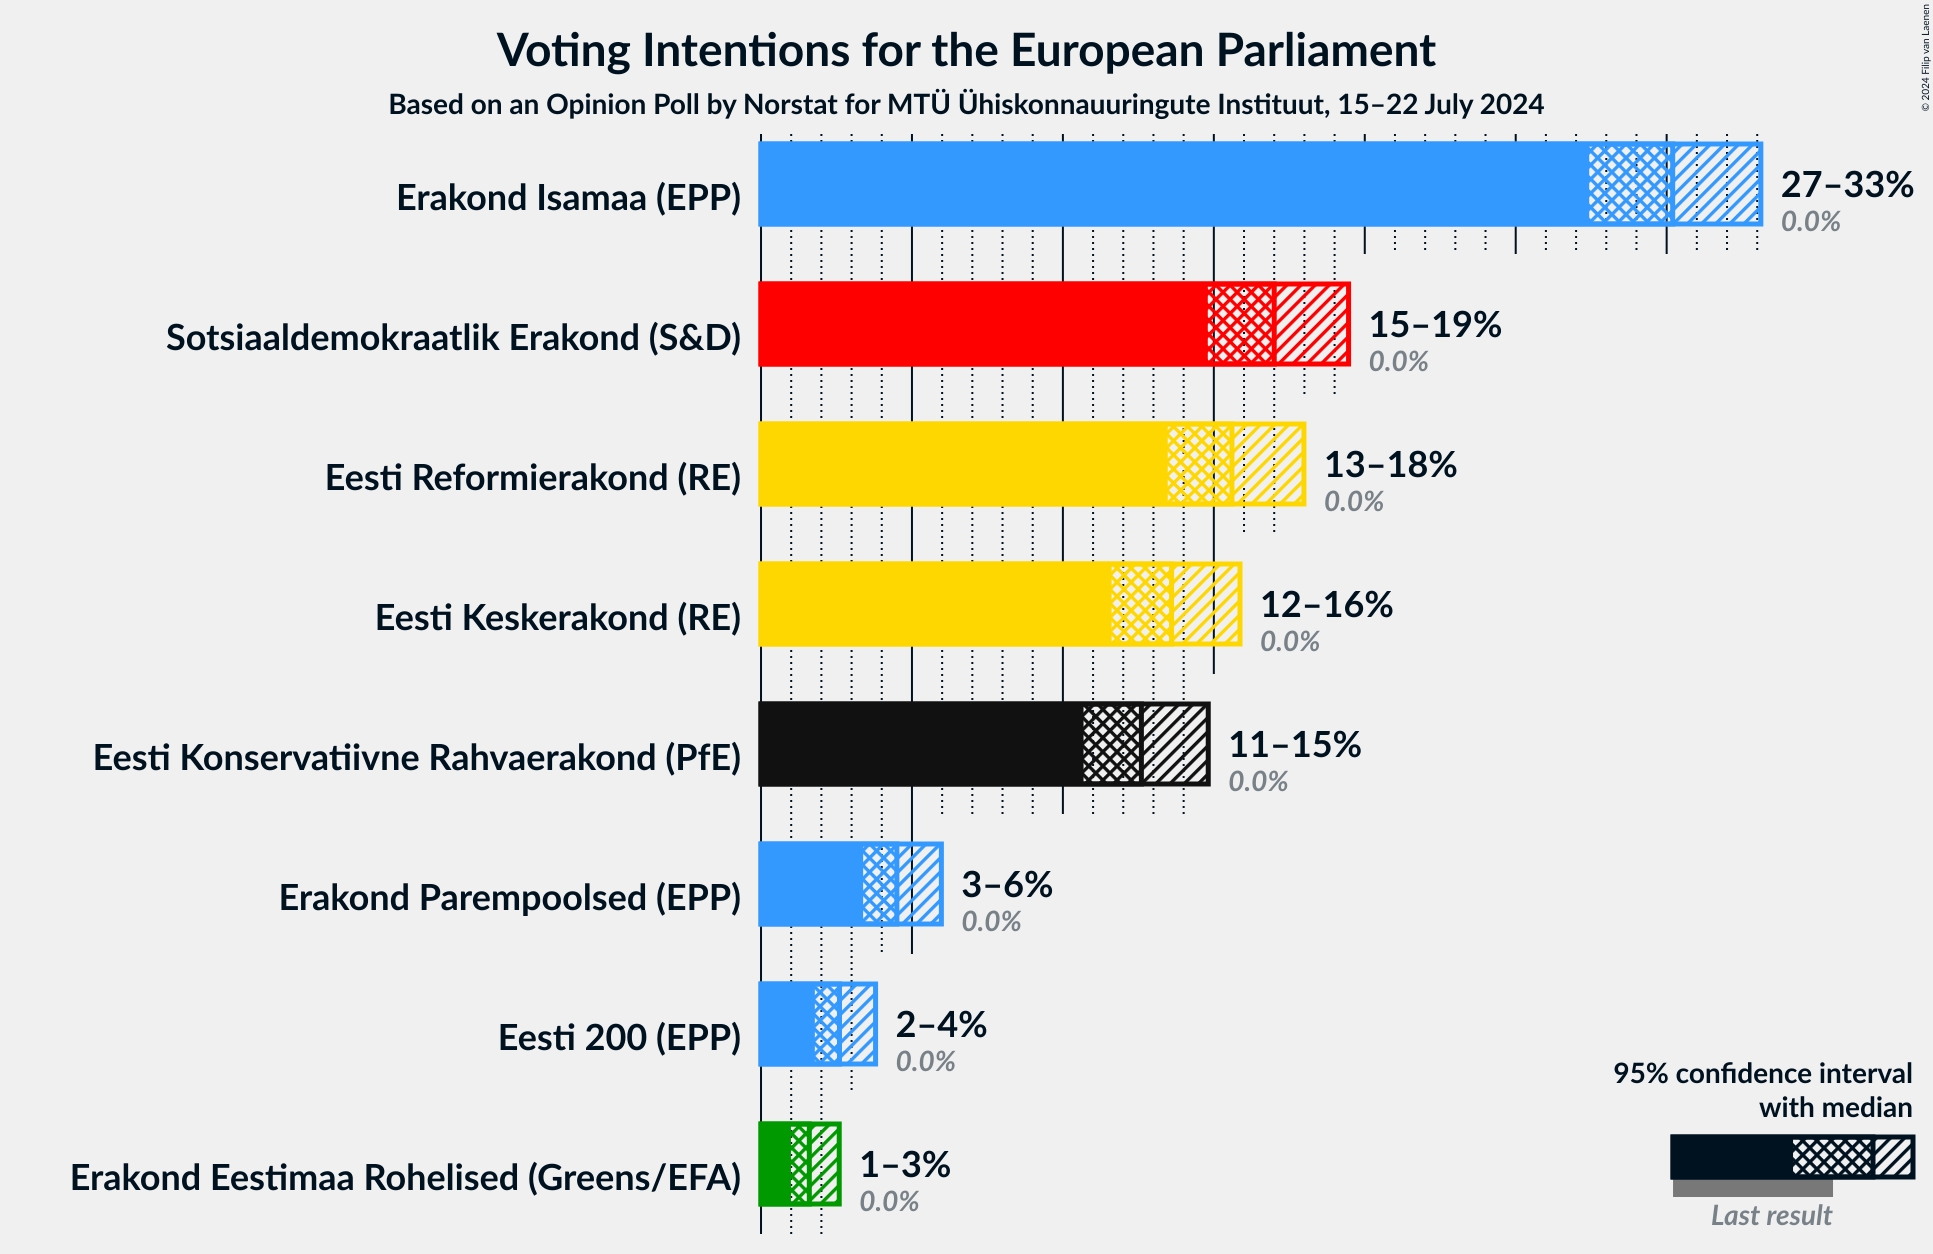 Voting Intentions for the European Parliament
Based on an Opinion Poll by Norstat for MTÜ Ühiskonnauuringute Instituut, 15–22 July 2024
© 2024 Filip van Laenen
Erakond Isamaa (EPP)
27–33%
0.0%
Sotsiaaldemokraatlik Erakond (S&D)
15–19%
0.0%
Eesti Reformierakond (RE)
13–18%
0.0%
Eesti Keskerakond (RE)
12–16%
0.0%
Eesti Konservatiivne Rahvaerakond (PfE)
11–15%
0.0%
Erakond Parempoolsed (EPP)
3–6%
0.0%
Eesti 200 (EPP)
2–4%
0.0%
Erakond Eestimaa Rohelised (Greens/EFA)
1–3%
0.0%
95% confidence interval
with median
Last result